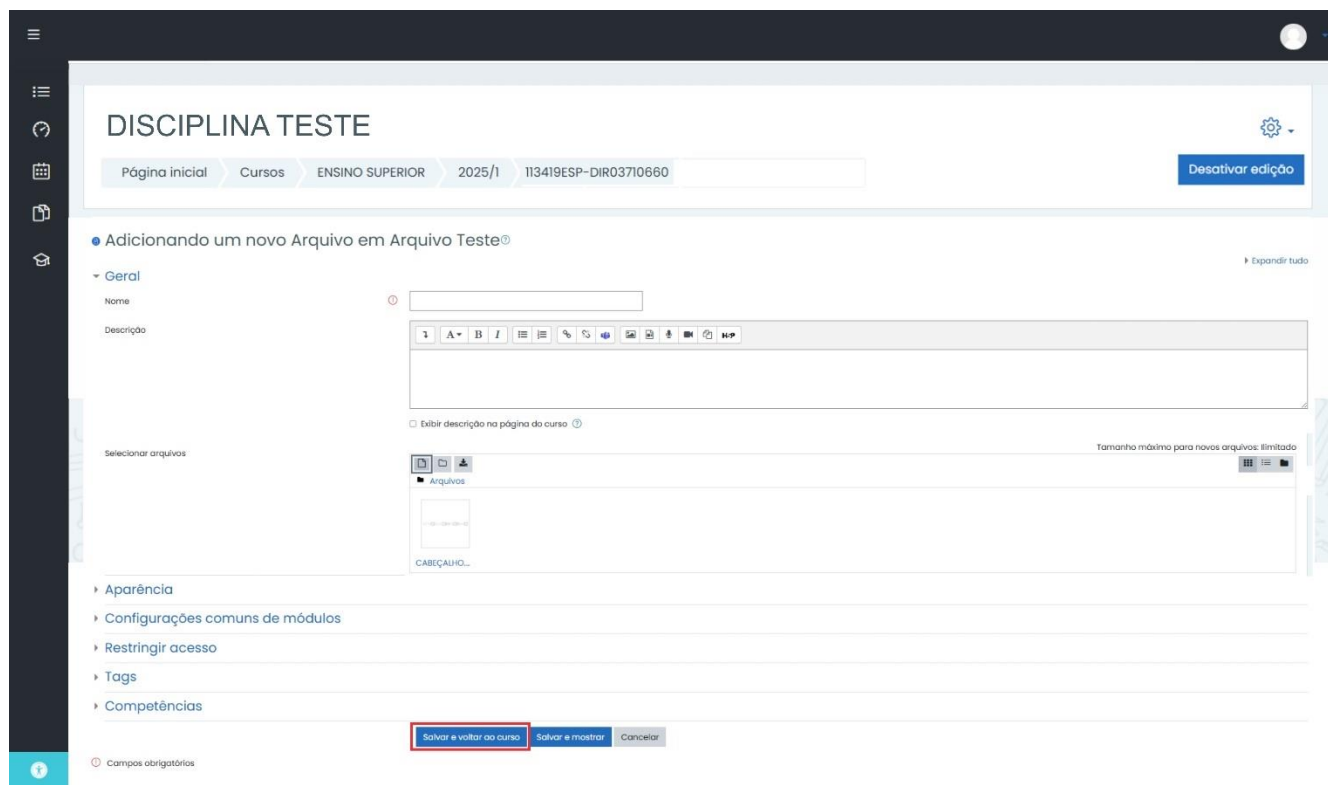 DISCIPLINA TESTE
Página inicial Cursos ENSINO SUPERIOR 2025/1 113419ESP-DIR03710660
Desativar edição
Adicionando um novo Arquivo em Arquivo Teste
Expandir tudo
Geral
Nome
Descrição
A B I H-P
Exibir descrição na página do curso
Selecionar arquivos
Tamanho máximo para novos arquivos: Ilimitado
Arquivos
CABEÇALHO...
Aparência
Configurações comuns de módulos
Restringir acesso
Tags
Competências
Salvar e voltar ao curso Salvar e mostrar Cancelar
Campos obrigatórios